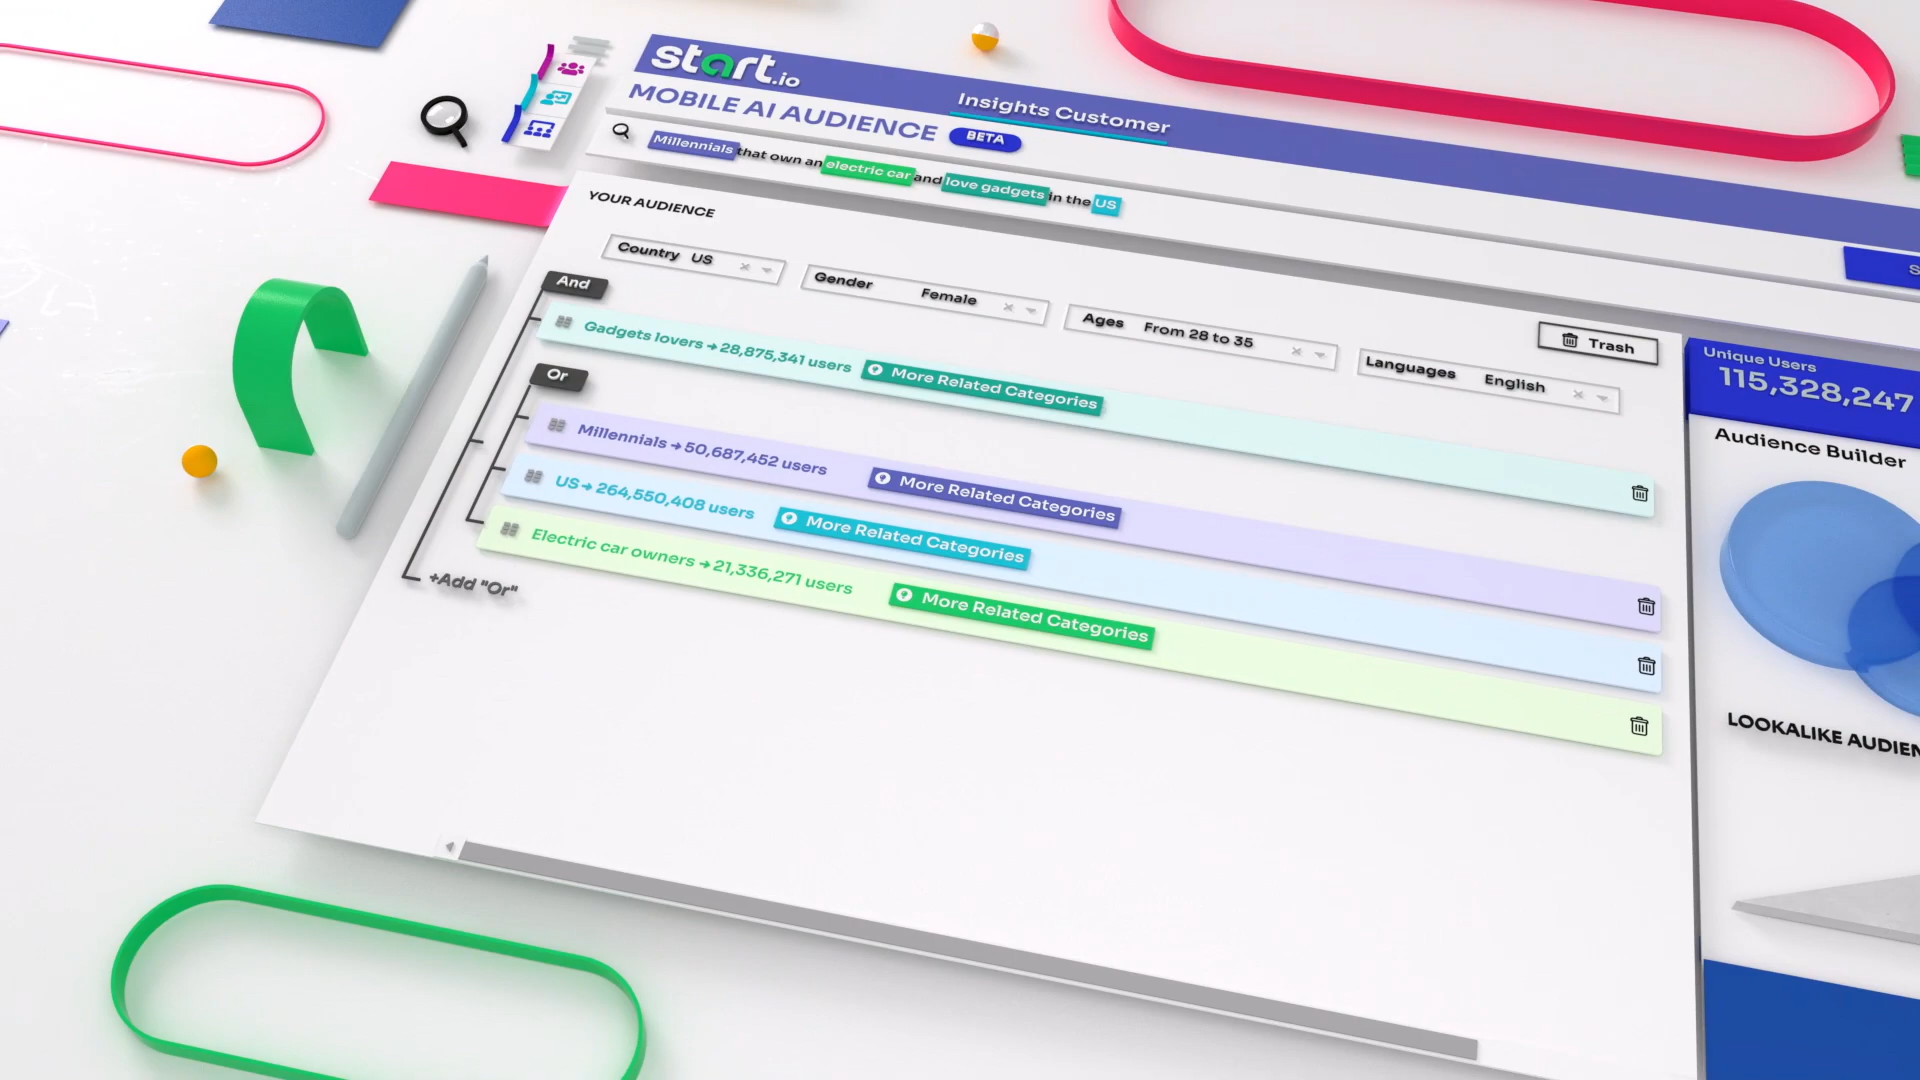 start.io
Insights Customer
MOBILE AI AUDIENCE BETA
Millennials that own an electric car and love gadgets in the US
YOUR AUDIENCE
Country US
Gender Female
Ages From 28 to 35
Languages English
Trash
And
Gadgets lovers → 28,875,341 users More Related Categories
Or
Millennials → 50,687,452 users More Related Categories
US → 264,550,408 users More Related Categories
Electric car owners → 21,336,271 users More Related Categories
+Add "Or"
Unique Users
115,328,247
Audience Builder
LOOKALIKE AUDIEN